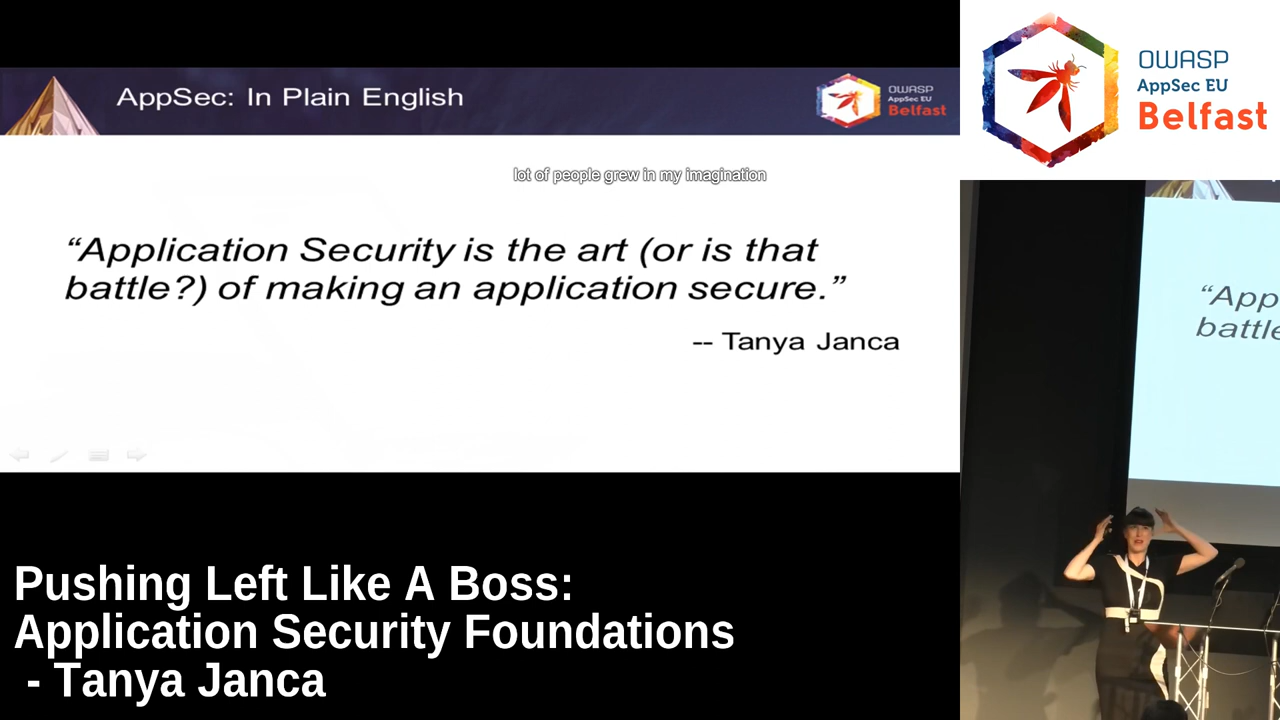 AppSec: In Plain English
OWASP
AppSec EU
Belfast
lot of people grew in my imagination
“Application Security is the art (or is that
battle?) of making an application secure.”
-- Tanya Janca
OWASP
AppSec EU
Belfast
“App
battle
Pushing Left Like A Boss:
Application Security Foundations
- Tanya Janca